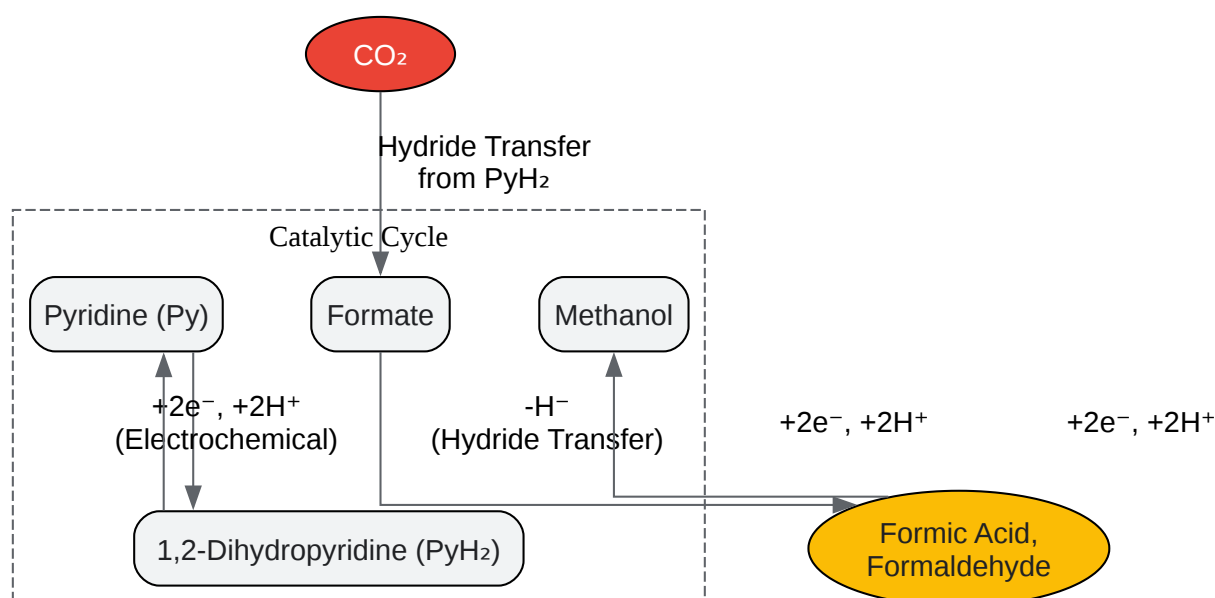 CO₂
Hydride Transfer
from PyH₂
Catalytic Cycle
Pyridine (Py)
Formate
Methanol
+2e⁻, +2H⁺
(Electrochemical)
-H⁻
(Hydride Transfer)
+2e⁻, +2H⁺
+2e⁻, +2H⁺
1,2-Dihydropyridine (PyH₂)
Formic Acid,
Formaldehyde